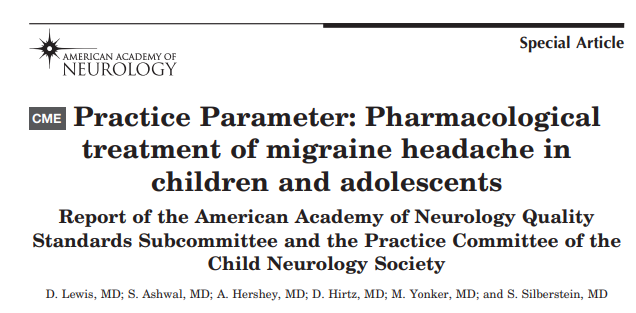 Special Article
AMERICAN ACADEMY OF
NEUROLOGY
CME Practice Parameter: Pharmacological
treatment of migraine headache in
children and adolescents
Report of the American Academy of Neurology Quality
Standards Subcommittee and the Practice Committee of the
Child Neurology Society
D. Lewis, MD; S. Ashwal, MD; A. Hershey, MD; D. Hirtz, MD; M. Yonker, MD; and S. Silberstein, MD